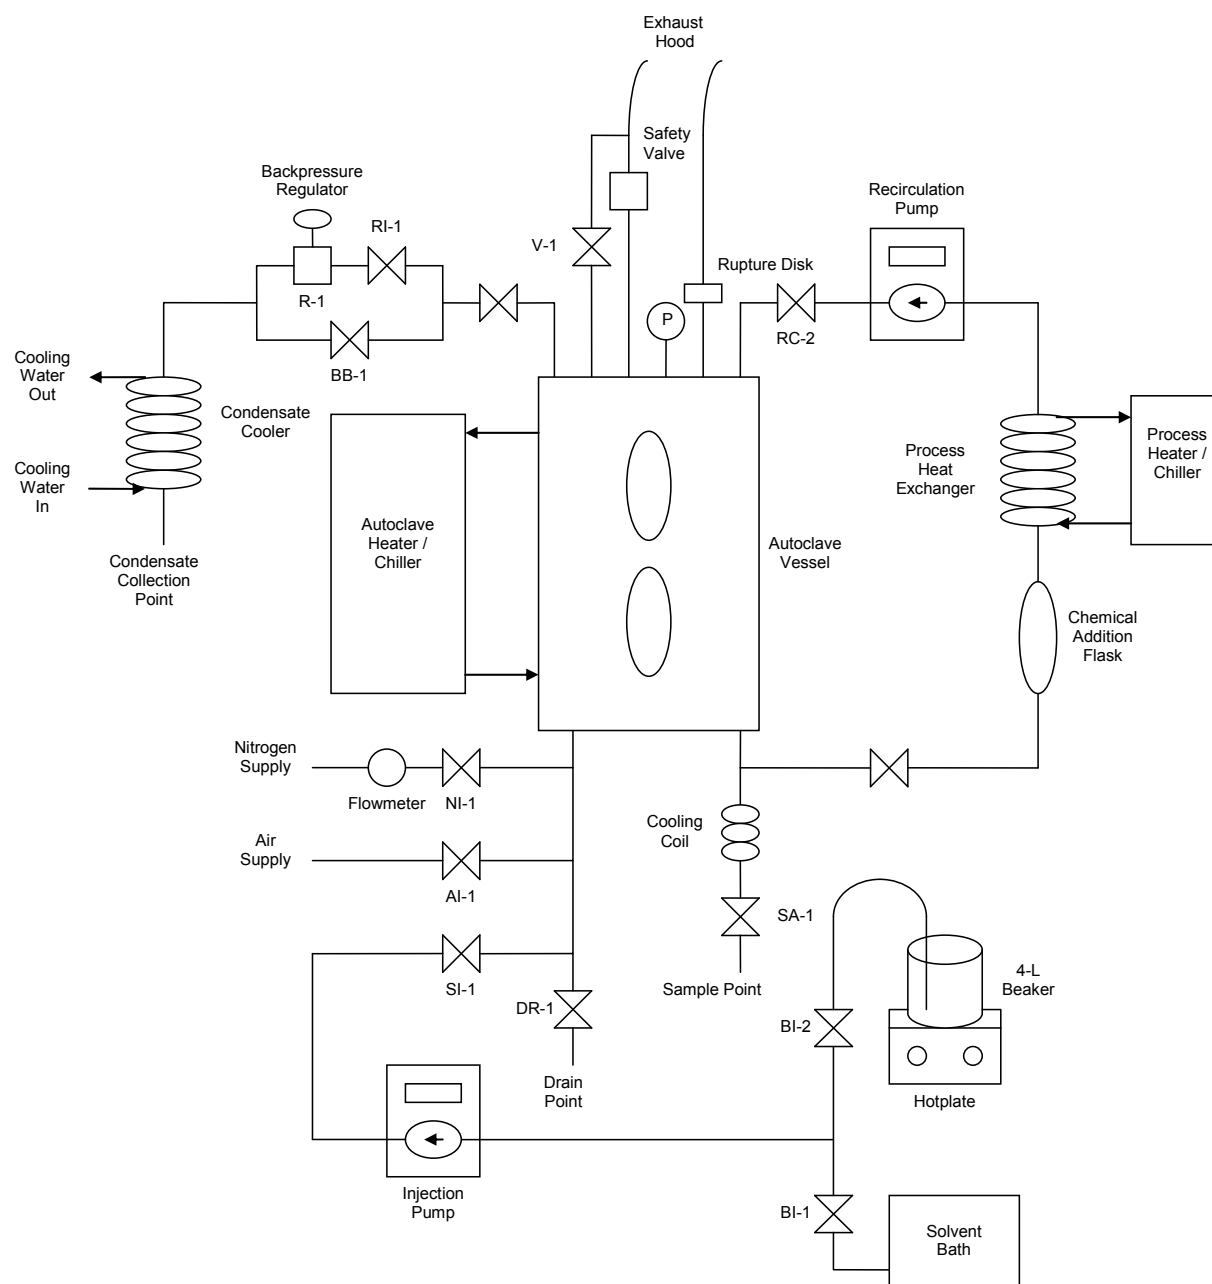 Exhaust
Hood
Safety
Valve
Backpressure
Regulator
RI-1
R-1
BB-1
V-1
Rupture Disk
P
Recirculation
Pump
RC-2
Cooling
Water
Out
Cooling
Water
In
Condensate
Cooler
Condensate
Collection
Point
Autoclave
Heater /
Chiller
Autoclave
Vessel
Process
Heat
Exchanger
Process
Heater /
Chiller
Chemical
Addition
Flask
Nitrogen
Supply
Flowmeter
NI-1
Air
Supply
AI-1
SI-1
DR-1
Drain
Point
Cooling
Coil
SA-1
Sample Point
4-L
Beaker
BI-2
Hotplate
Injection
Pump
BI-1
Solvent
Bath